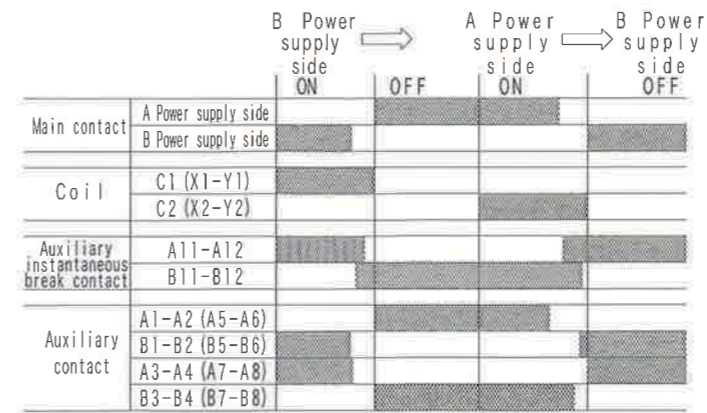 B Power supply side
A Power supply side
B Power supply side
ON OFF ON OFF
Main contact
A Power supply side
B Power supply side
Coil
C1 (X1-Y1)
C2 (X2-Y2)
Auxiliary instantaneous break contact
A11-A12
B11-B12
Auxiliary contact
A1-A2 (A5-A6)
B1-B2 (B5-B6)
A3-A4 (A7-A8)
B3-B4 (B7-B8)